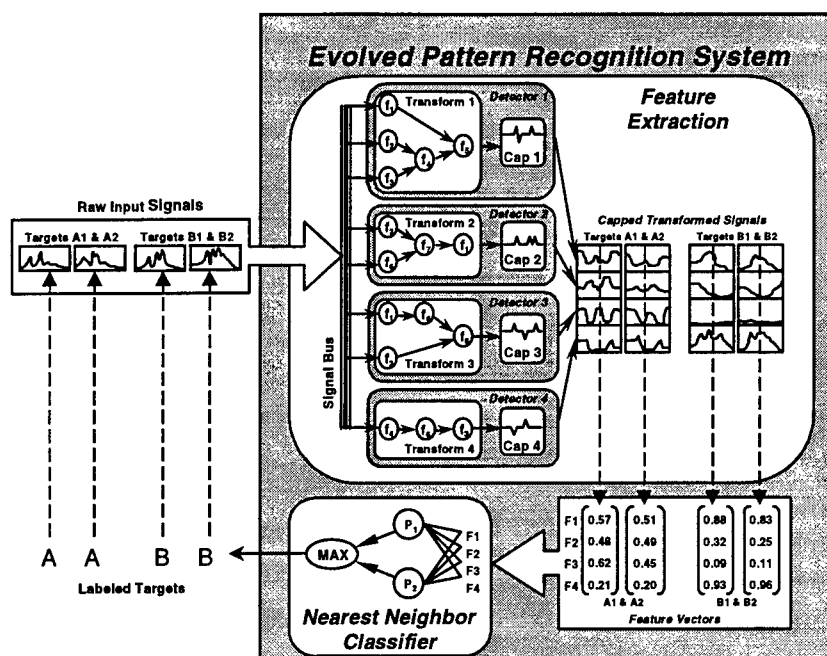 Evolved Pattern Recognition System
Feature
Extraction
Raw Input Signals
Targets A1 & A2
Targets B1 & B2
Signal Bus
Detector 1
Transform 1
Cap 1
Detector 2
Transform 2
Cap 2
Detector 3
Transform 3
Cap 3
Detector 4
Transform 4
Cap 4
Capped Transformed Signals
Targets A1 & A2
Targets B1 & B2
F1 0.57 0.51 0.88 0.83
F2 0.48 0.49 0.32 0.25
F3 0.62 0.45 0.09 0.11
F4 0.21 0.20 0.93 0.96
A1 & A2 B1 & B2
Feature Vectors
F1
F2
F3
F4
P1
P2
MAX
Nearest Neighbor
Classifier
A A B B
Labeled Targets